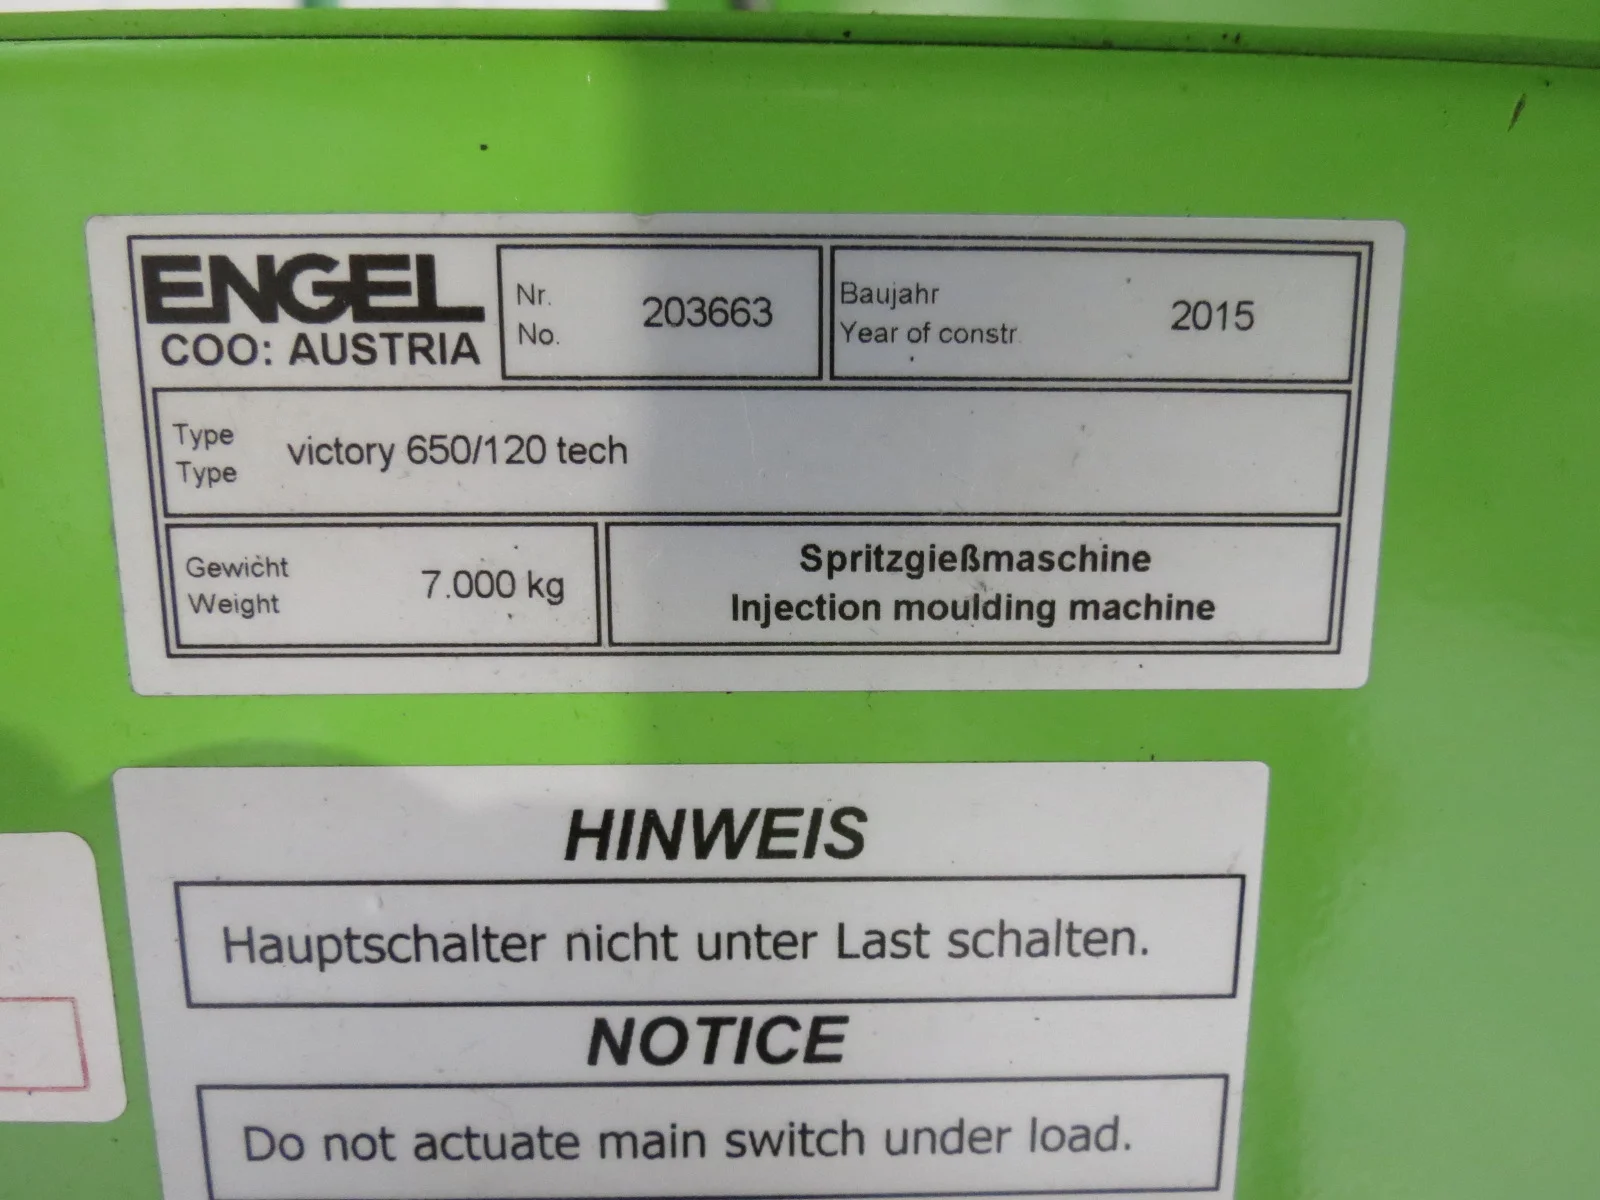 ENGEL
COO: AUSTRIA
Nr.
No.
203663
Baujahr
Year of constr.
2015
Type
Type
victory 650/120 tech
Gewicht
Weight
7.000 kg
Spritzgießmaschine
Injection moulding machine
HINWEIS
Hauptschalter nicht unter Last schalten.
NOTICE
Do not actuate main switch under load.